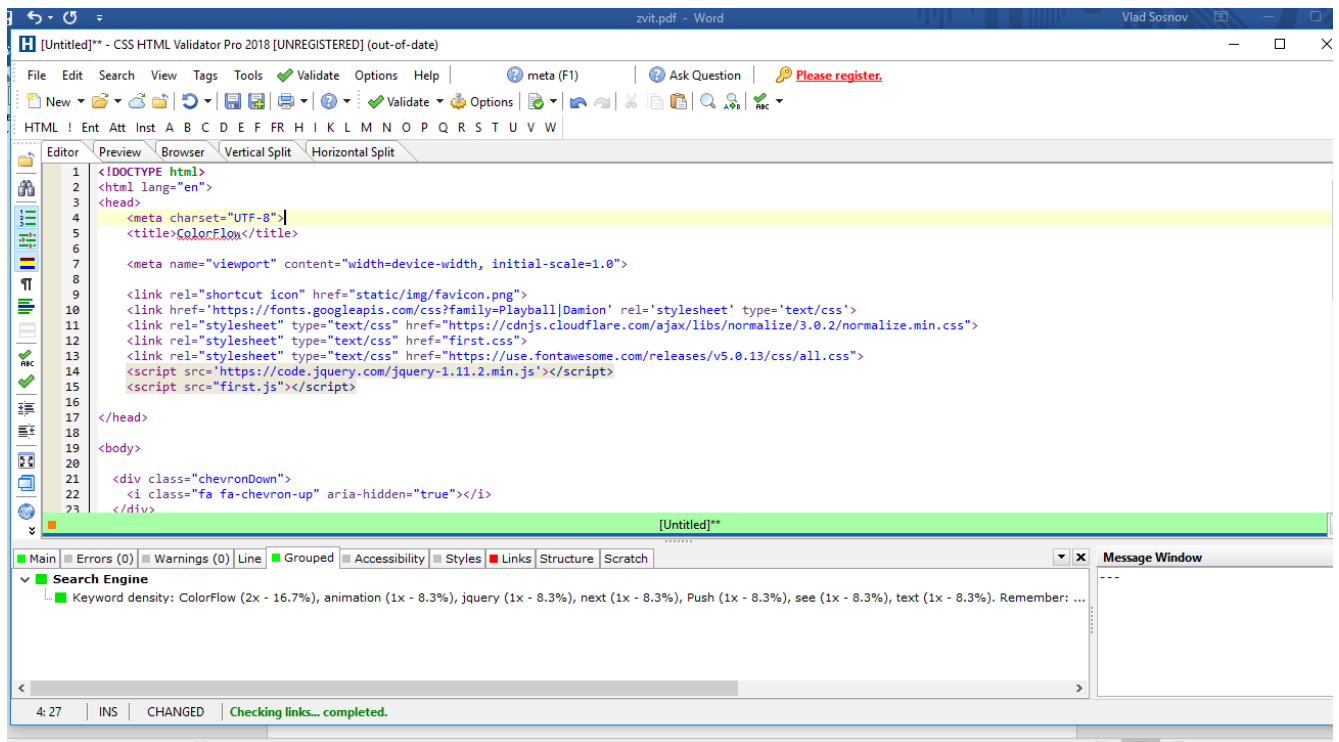 zvit.pdf - Word
Vlad Sosnov
[Untitled]** - CSS HTML Validator Pro 2018 [UNREGISTERED] (out-of-date)
File Edit Search View Tags Tools Validate Options Help meta (F1) Ask Question Please register.
New Validate Options
HTML ! Ent Att Inst A B C D E F FR H I K L M N O P Q R S T U V W
Editor Preview Browser Vertical Split Horizontal Split
1 <!DOCTYPE html>
2 <html lang="en">
3 <head>
4 <meta charset="UTF-8">
5 <title>ColorFlow</title>
6
7 <meta name="viewport" content="width=device-width, initial-scale=1.0">
8
9 <link rel="shortcut icon" href="static/img/favicon.png">
10 <link href='https://fonts.googleapis.com/css?family=Playball|Damion' rel='stylesheet' type='text/css'>
11 <link rel="stylesheet" type="text/css" href="https://cdnjs.cloudflare.com/ajax/libs/normalize/3.0.2/normalize.min.css">
12 <link rel="stylesheet" type="text/css" href="first.css">
13 <link rel="stylesheet" type="text/css" href="https://use.fontawesome.com/releases/v5.0.13/css/all.css">
14 <script src='https://code.jquery.com/jquery-1.11.2.min.js'></script>
15 <script src="first.js"></script>
16
17 </head>
18
19 <body>
20
21 <div class="chevronDown">
22 <i class="fa fa-chevron-up" aria-hidden="true"></i>
23 </div>
[Untitled]**
Main Errors (0) Warnings (0) Line Grouped Accessibility Styles Links Structure Scratch
Message Window
Search Engine
---
Keyword density: ColorFlow (2x - 16.7%), animation (1x - 8.3%), jquery (1x - 8.3%), next (1x - 8.3%), Push (1x - 8.3%), see (1x - 8.3%), text (1x - 8.3%). Remember: ...
4: 27 INS CHANGED Checking links... completed.